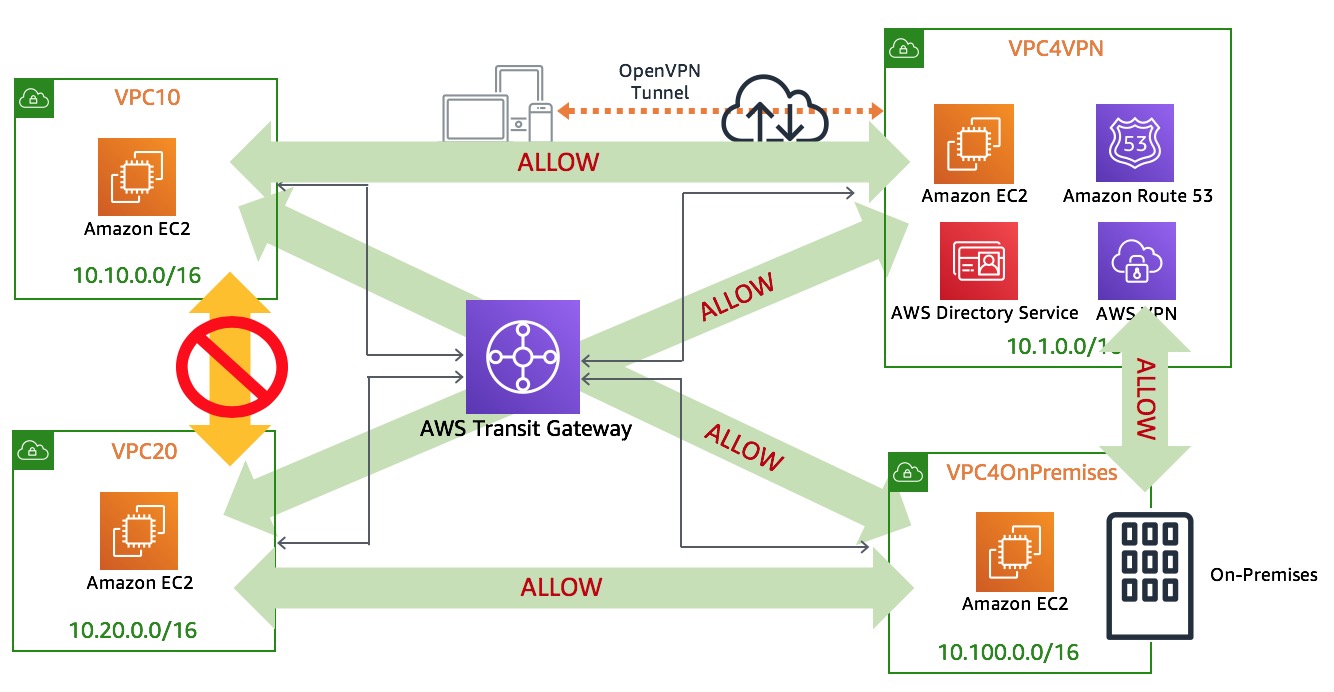 VPC10
Amazon EC2
10.10.0.0/16
OpenVPN
Tunnel
ALLOW
VPC4VPN
Amazon EC2
53
Amazon Route 53
AWS Directory Service
AWS VPN
10.1.0.0/16
ALLOW
AWS Transit Gateway
ALLOW
ALLOW
VPC20
Amazon EC2
10.20.0.0/16
ALLOW
VPC4OnPremises
Amazon EC2
10.100.0.0/16
On-Premises